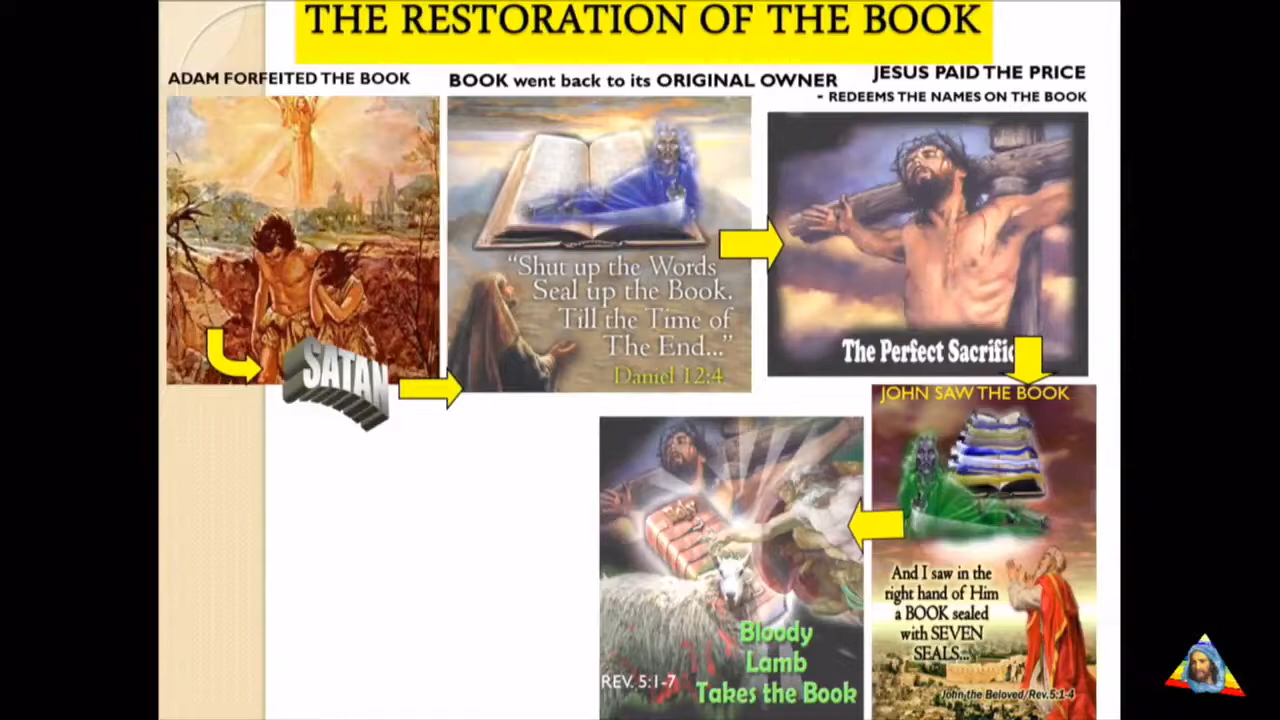 THE RESTORATION OF THE BOOK
ADAM FORFEITED THE BOOK
BOOK went back to its ORIGINAL OWNER
JESUS PAID THE PRICE
- REDEEMS THE NAMES ON THE BOOK
SATAN
“Shut up the Words
Seal up the Book.
Till the Time of
The End...”
Daniel 12:4
The Perfect Sacrific
JOHN SAW THE BOOK
And I saw in the
right hand of Him
a BOOK sealed
with SEVEN
SEALS...
John the Beloved/Rev.5:1-4
Bloody
Lamb
Takes the Book
REV. 5:1-7